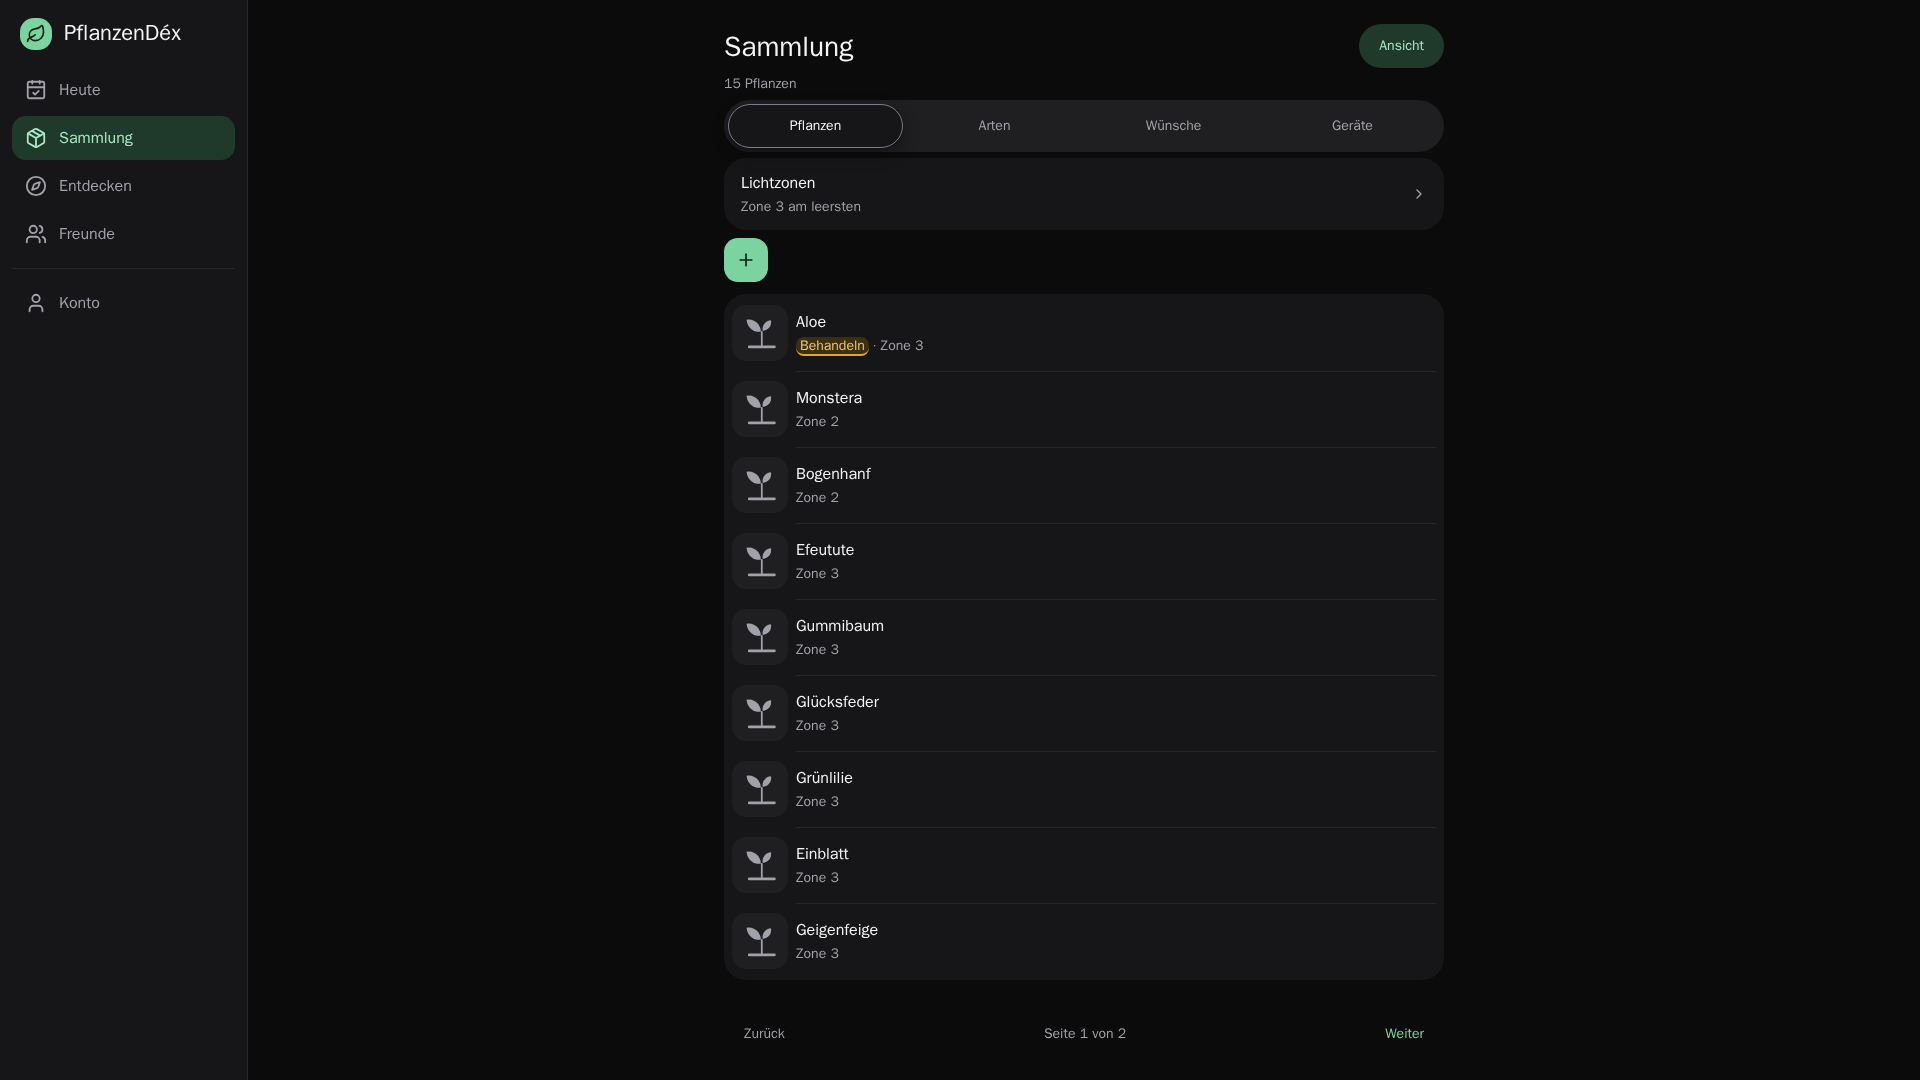 PflanzenDéx
Heute
Sammlung
Entdecken
Freunde
Konto
Sammlung
Ansicht
15 Pflanzen
Pflanzen
Arten
Wünsche
Geräte
Lichtzonen
Zone 3 am leersten
Aloe
Behandeln · Zone 3
Monstera
Zone 2
Bogenhanf
Zone 2
Efeutute
Zone 3
Gummibaum
Zone 3
Glücksfeder
Zone 3
Grünlilie
Zone 3
Einblatt
Zone 3
Geigenfeige
Zone 3
Zurück
Seite 1 von 2
Weiter